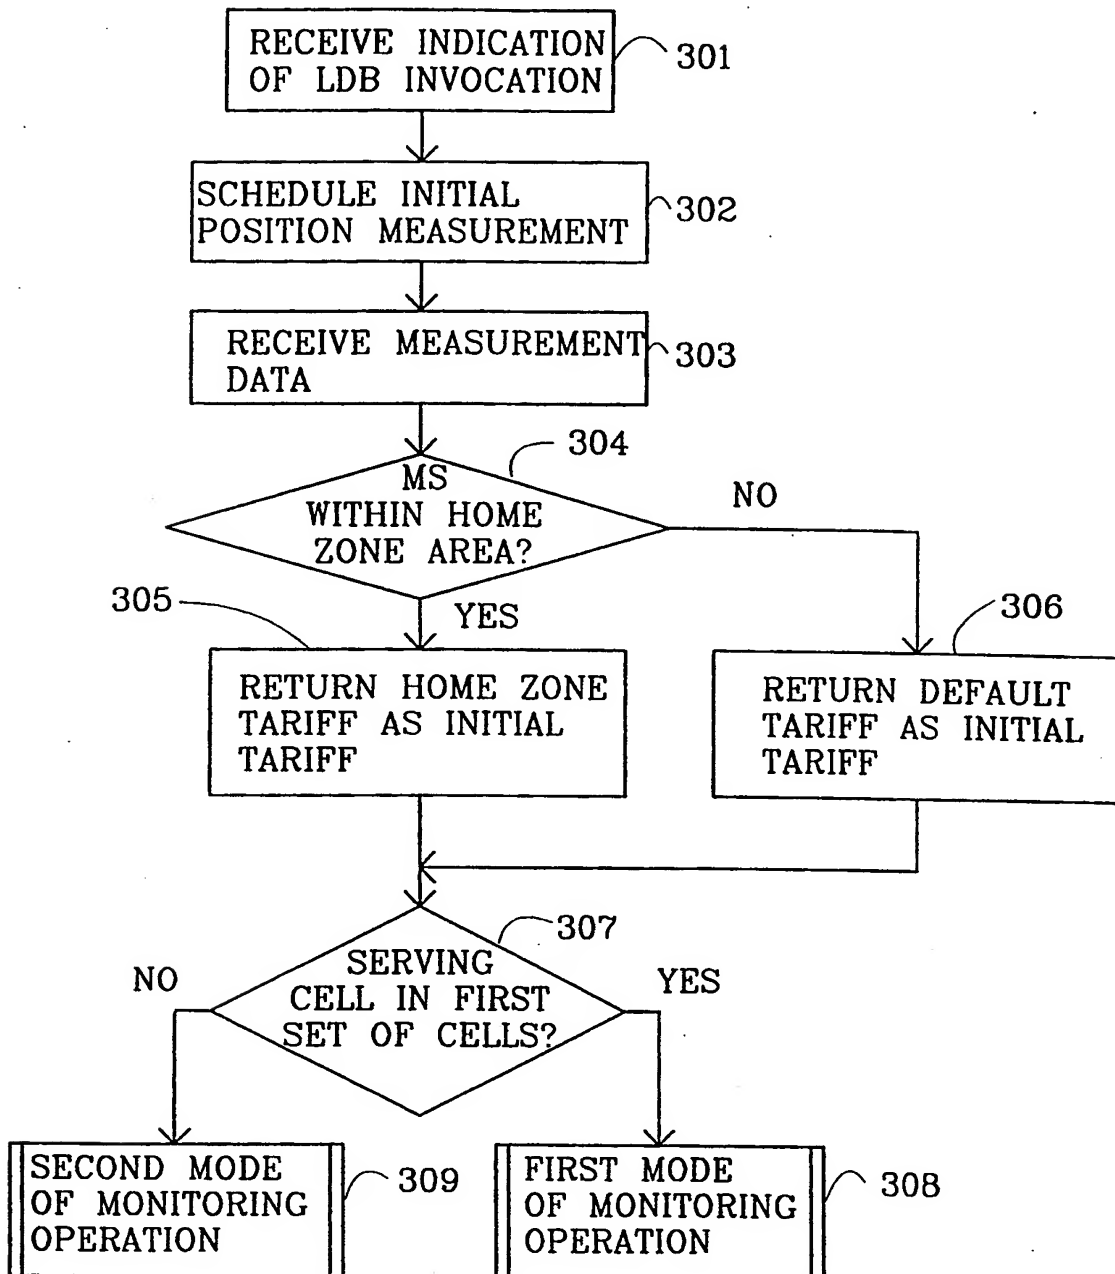 RECEIVE INDICATION
OF LDB INVOCATION
301
SCHEDULE INITIAL
POSITION MEASUREMENT
302
RECEIVE MEASUREMENT
DATA
303
304
MS
WITHIN HOME
ZONE AREA?
NO
YES
305
RETURN HOME ZONE
TARIFF AS INITIAL
TARIFF
306
RETURN DEFAULT
TARIFF AS INITIAL
TARIFF
307
SERVING
CELL IN FIRST
SET OF CELLS?
NO
YES
SECOND MODE
OF MONITORING
OPERATION
309
FIRST MODE
OF MONITORING
OPERATION
308